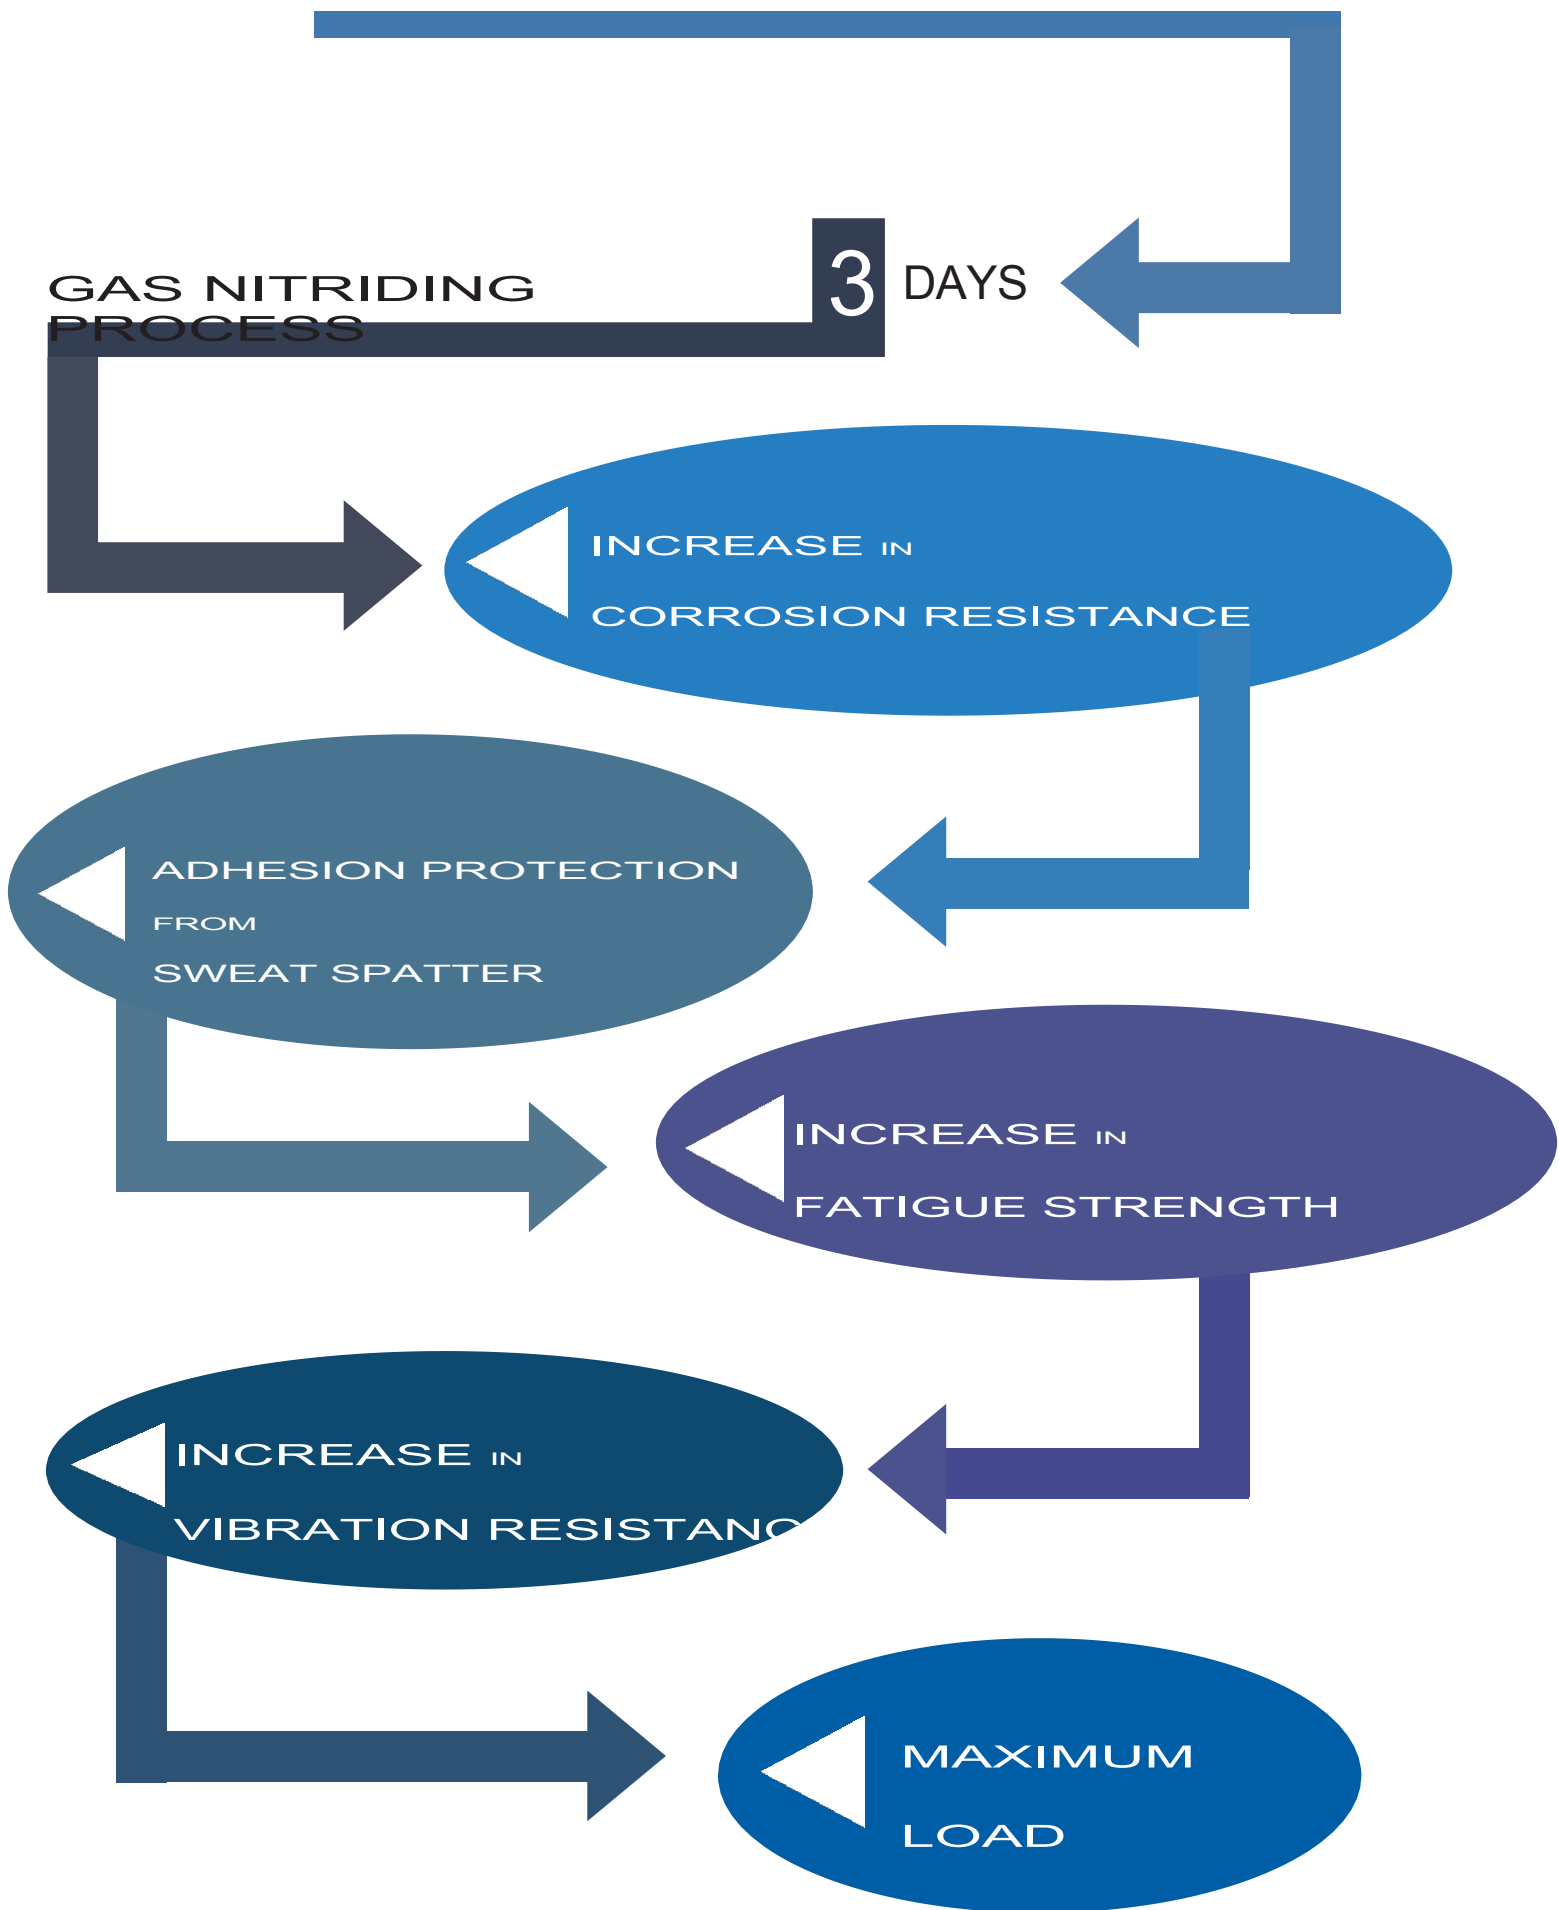 GAS NITRIDING
PROCESS
3 DAYS
INCREASE IN
CORROSION RESISTANCE
ADHESION PROTECTION
FROM
SWEAT SPATTER
INCREASE IN
FATIGUE STRENGTH
INCREASE IN
VIBRATION RESISTANC
MAXIMUM
LOAD